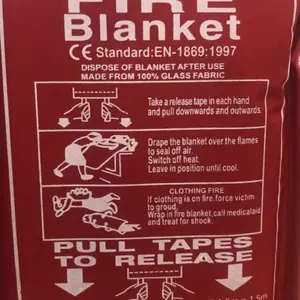 FIRE
Blanket
CE Standard:EN-1869:1997
DISPOSE OF BLANKET AFTER USE
MADE FROM 100% GLASS FABRIC
Take a release tape in each hand
and pull downwards and outwards.
Drape the blanket over the flames
to seal off air.
Switch off heat.
Leave in position until cool.
CLOTHING FIRE
If clothing is on fire,force victim
to groud.
Wrap in fire blanket,call medicalaid
and treat for shock.
PULL TAPES
TO RELEASE
1.5m